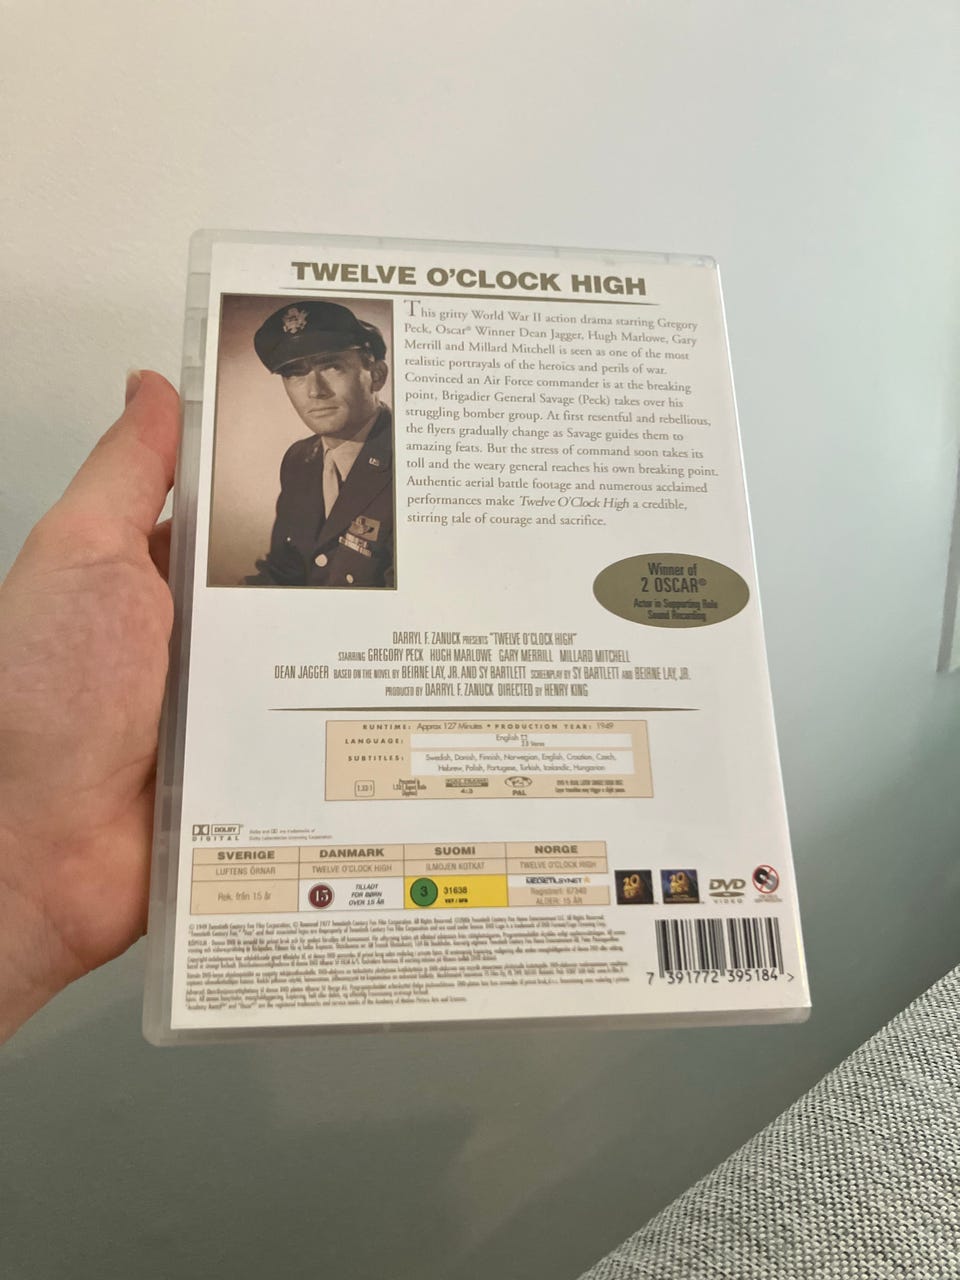 TWELVE O'CLOCK HIGH
This gritty World War II action drama starring Gregory
Peck, Oscar® Winner Dean Jagger, Hugh Marlowe, Gary
Merrill and Millard Mitchell is seen as one of the most
realistic portrayals of the heroics and perils of war.
Convinced an Air Force commander is at the breaking
point, Brigadier General Savage (Peck) takes over his
struggling bomber group. At first resentful and rebellious,
the flyers gradually change as Savage guides them to
amazing feats. But the stress of command soon takes its
toll and the weary general reaches his own breaking point.
Authentic aerial battle footage and numerous acclaimed
performances make Twelve O'Clock High a credible,
stirring tale of courage and sacrifice.
Winner of
2 OSCAR®
Actor in Supporting Role
Sound Recording
DARRYL F. ZANUCK PRESENTS "TWELVE O'CLOCK HIGH"
STARRING GREGORY PECK HUGH MARLOWE GARY MERRILL MILLARD MITCHELL
DEAN JAGGER BASED ON THE NOVEL BY BEIRNE LAY, JR. AND SY BARTLETT SCREENPLAY BY SY BARTLETT AND BEIRNE LAY, JR.
PRODUCED BY DARRYL F. ZANUCK DIRECTED BY HENRY KING
RUNTIME: Approx 127 Minutes • PRODUCTION YEAR: 1949
LANGUAGE: English
2.0 Stereo
SUBTITLES: Swedish, Danish, Finnish, Norwegian, English, Croatian, Czech,
Hebrew, Polish, Portugese, Turkish, Icelandic, Hungarian
1.33:1
FULL FRAME
4:3
PAL
DOLBY
DIGITAL
SVERIGE DANMARK SUOMI NORGE
LUFTENS ÖRNAR TWELVE O'CLOCK HIGH ILMOJEN KOTKAT TWELVE O'CLOCK HIGH
Rek. från 15 år
15
TILLADT
FOR BØRN
OVER 15 ÅR
3
31638
VET / SFB
MEDIETILSYNET
Registrert: 67340
ALDER: 15 ÅR
DVD
VIDEO
7 391772 395184 >